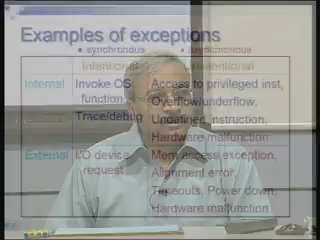 Examples of exceptions
• synchronous • asynchronous
Intentional Unintentional
Internal Invoke OS function, Trace/debug Access to privileged inst, Overflow/underflow, Undefined instruction, Hardware malfunction
External I/O device request Mem access exception, Alignment error, Timeouts, Power down, Hardware malfunction